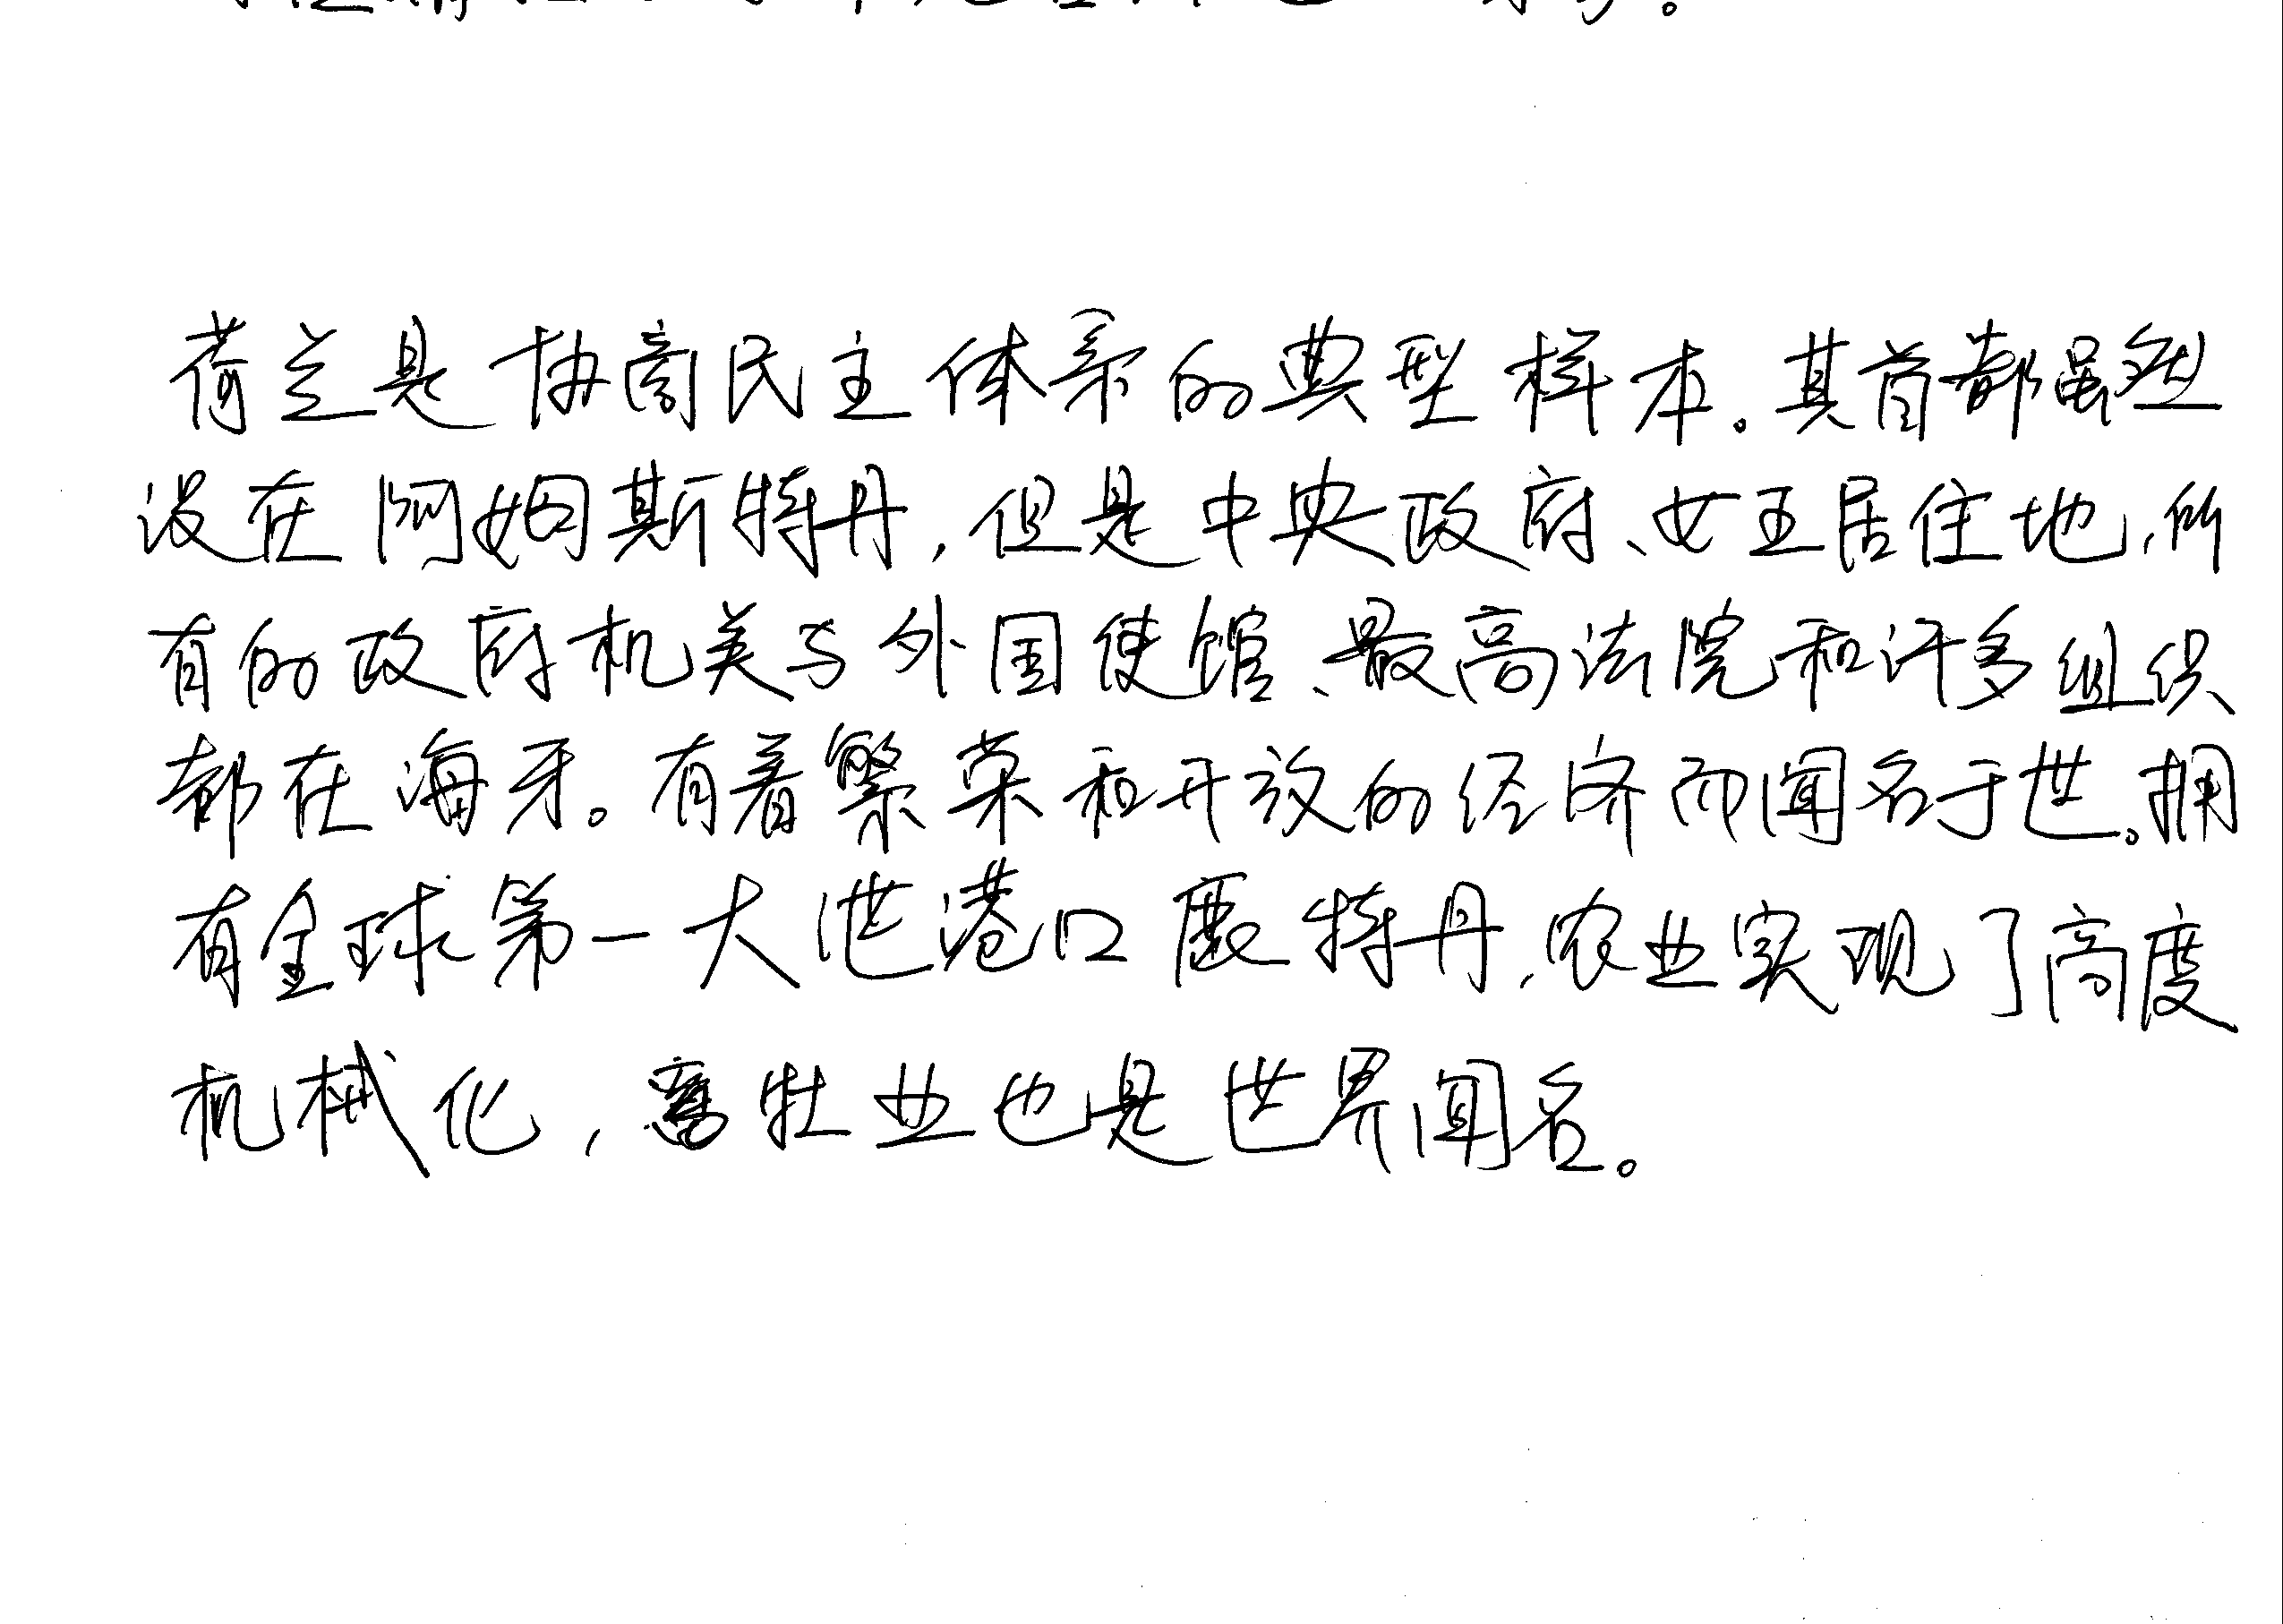 荷兰是协商民主体系的典型样本。其首都虽然
设在阿姆斯特丹,但是中央政府、女王居住地,所
有的政府机关与外国使馆、最高法院和许多组织
都在海牙。有着繁荣和开放的经济而闻名于世。拥
有全球第一大港口鹿特丹,农业实现了高度
机械化,畜牡业也是世界闻名。